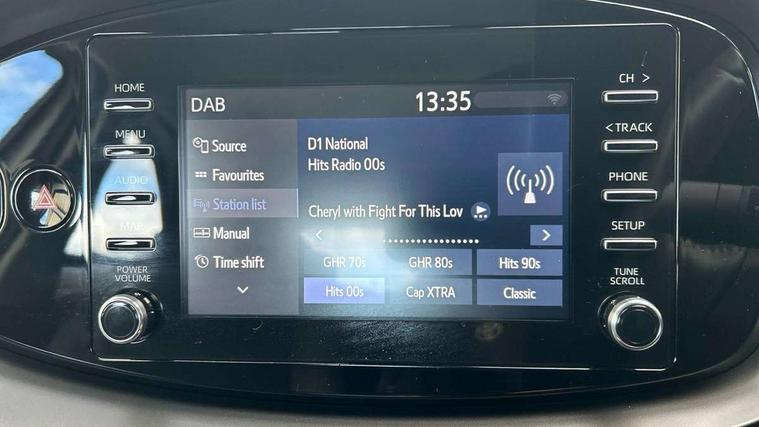 HOME
MENU
AUDIO
MAP
POWER
VOLUME
DAB
13:35
Source
Favourites
Station list
Manual
Time shift
D1 National
Hits Radio 00s
Cheryl with Fight For This Lov
< >
GHR 70s GHR 80s Hits 90s
Hits 00s Cap XTRA Classic
CH >
< TRACK
PHONE
SETUP
TUNE
SCROLL